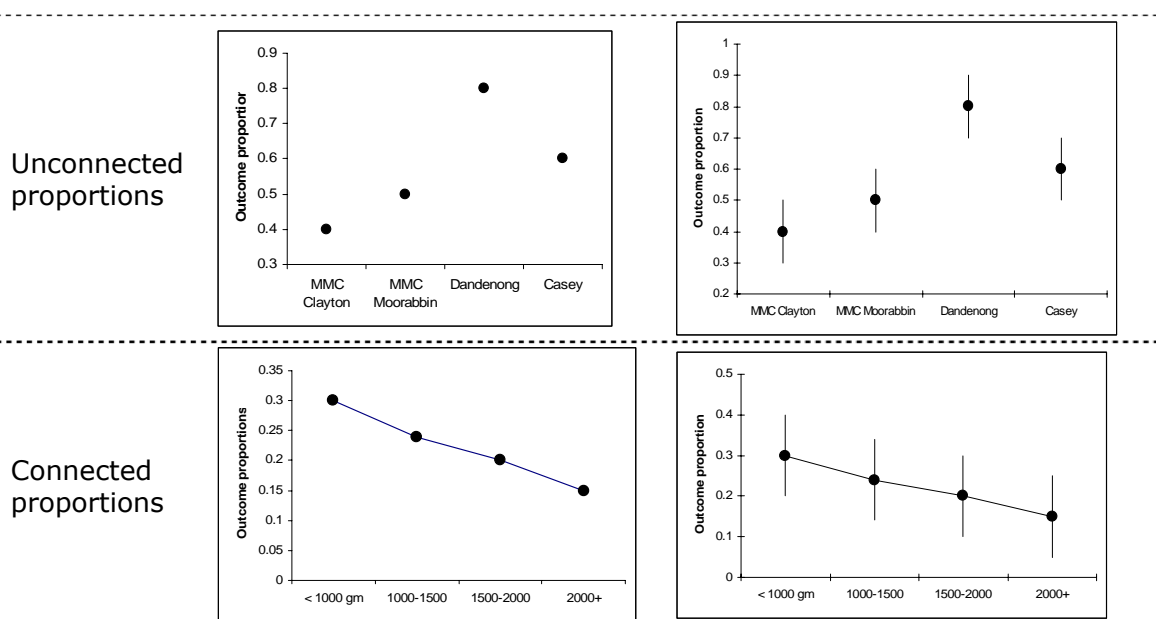 Unconnected
proportions
Outcome proportior
0.9
0.8
0.7
0.6
0.5
0.4
0.3
MMC
Clayton
MMC
Moorabbin
Dandenong
Casey
Outcome proportion
1
0.9
0.8
0.7
0.6
0.5
0.4
0.3
0.2
MMC Clayton
MMC Moorabbin
Dandenong
Casey
Connected
proportions
Outcome proportions
0.35
0.3
0.25
0.2
0.15
0.1
0.05
0
< 1000 gm
1000-1500
1500-2000
2000+
Outcome proportion
0.5
0.4
0.3
0.2
0.1
0
< 1000 gm
1000-1500
1500-2000
2000+